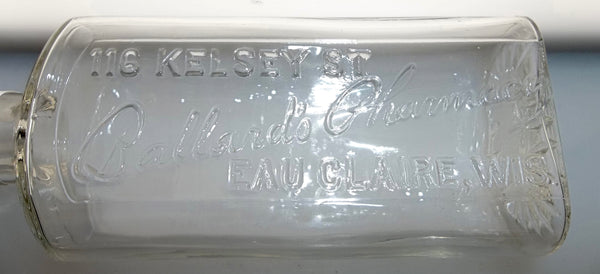 116 KELSEY ST.
Ballard's Pharmacy
EAU CLAIRE, WIS.